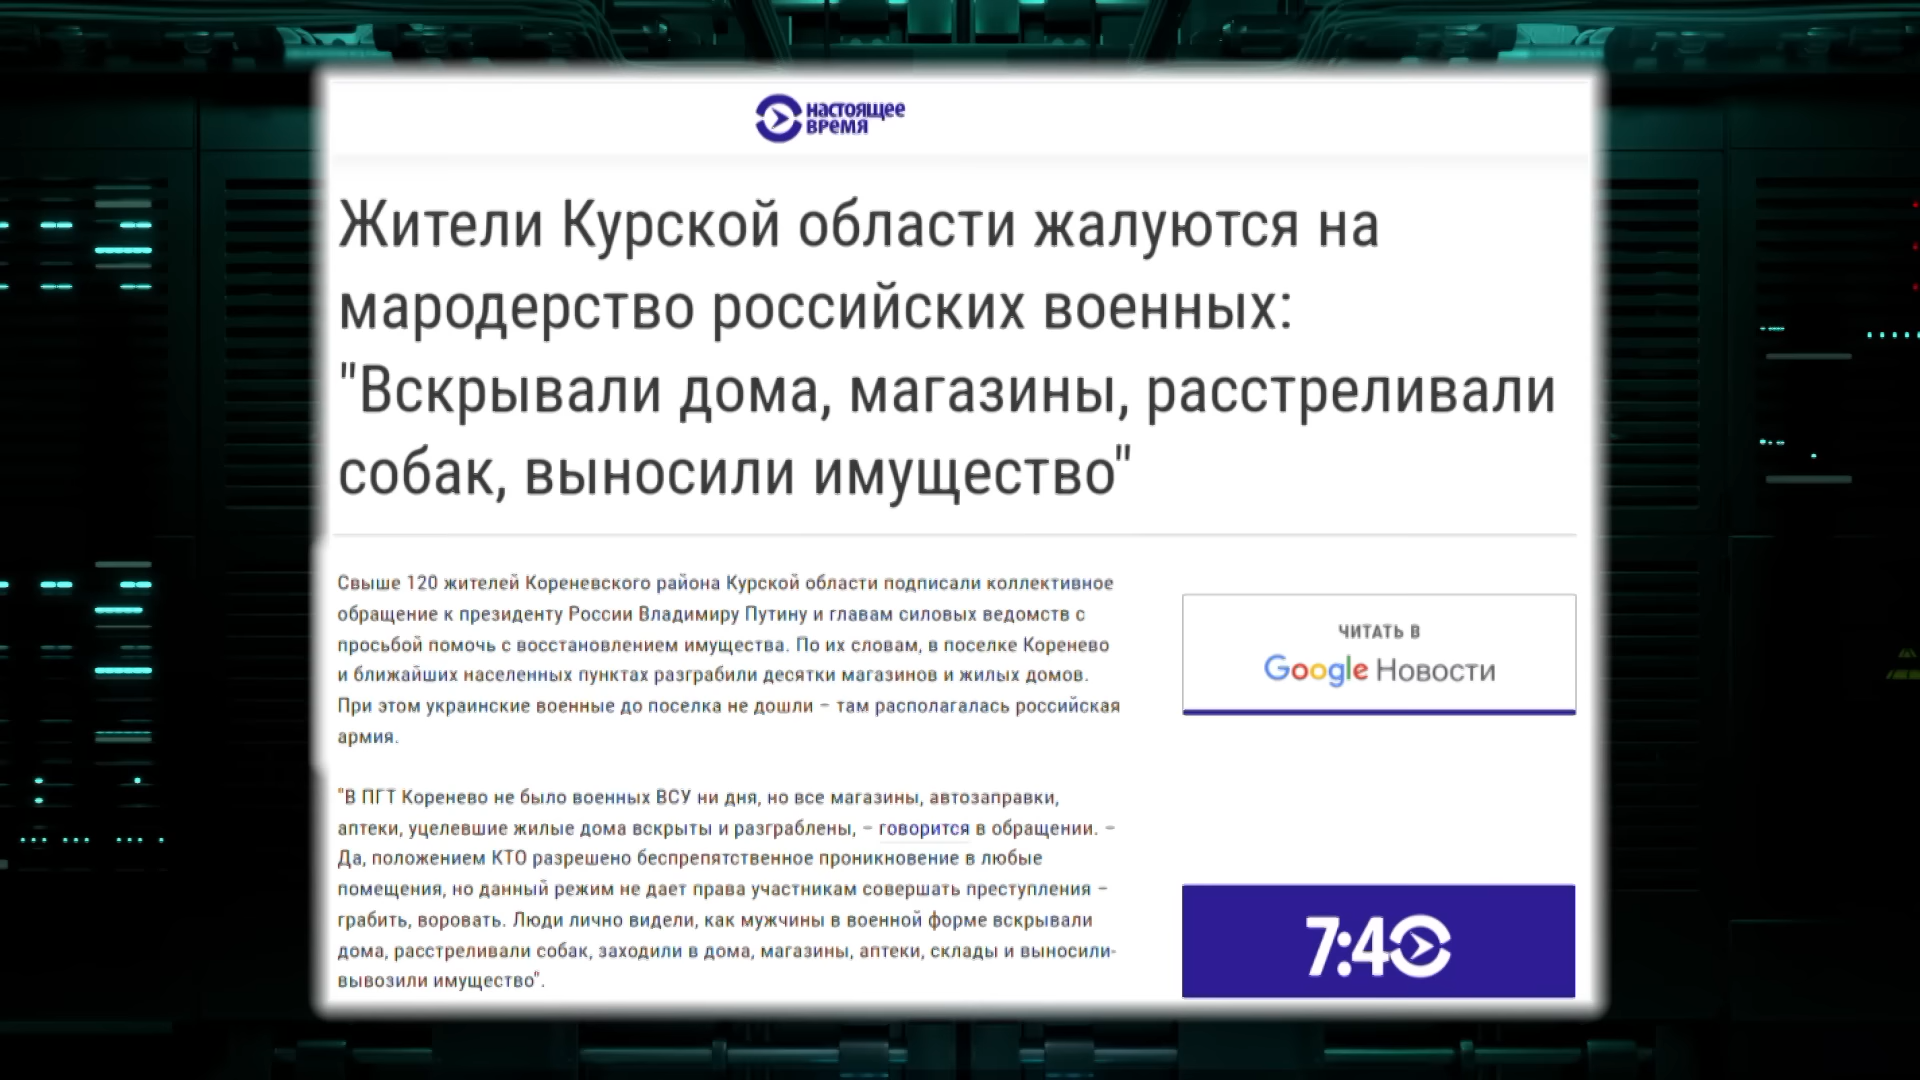 настоящее
время
Жители Курской области жалуются на
мародерство российских военных:
"Вскрывали дома, магазины, расстреливали
собак, выносили имущество"
Свыше 120 жителей Кореневского района Курской области подписали коллективное
обращение к президенту России Владимиру Путину и главам силовых ведомств с
просьбой помочь с восстановлением имущества. По их словам, в поселке Коренево
и ближайших населенных пунктах разграбили десятки магазинов и жилых домов.
При этом украинские военные до поселка не дошли – там располагалась российская
армия.
"В ПГТ Коренево не было военных ВСУ ни дня, но все магазины, автозаправки,
аптеки, уцелевшие жилые дома вскрыты и разграблены, – говорится в обращении. –
Да, положением КТО разрешено беспрепятственное проникновение в любые
помещения, но данный режим не дает права участникам совершать преступления –
грабить, воровать. Люди лично видели, как мужчины в военной форме вскрывали
дома, расстреливали собак, заходили в дома, магазины, аптеки, склады и выносили-
вывозили имущество".
ЧИТАТЬ В
Google Новости
7:40